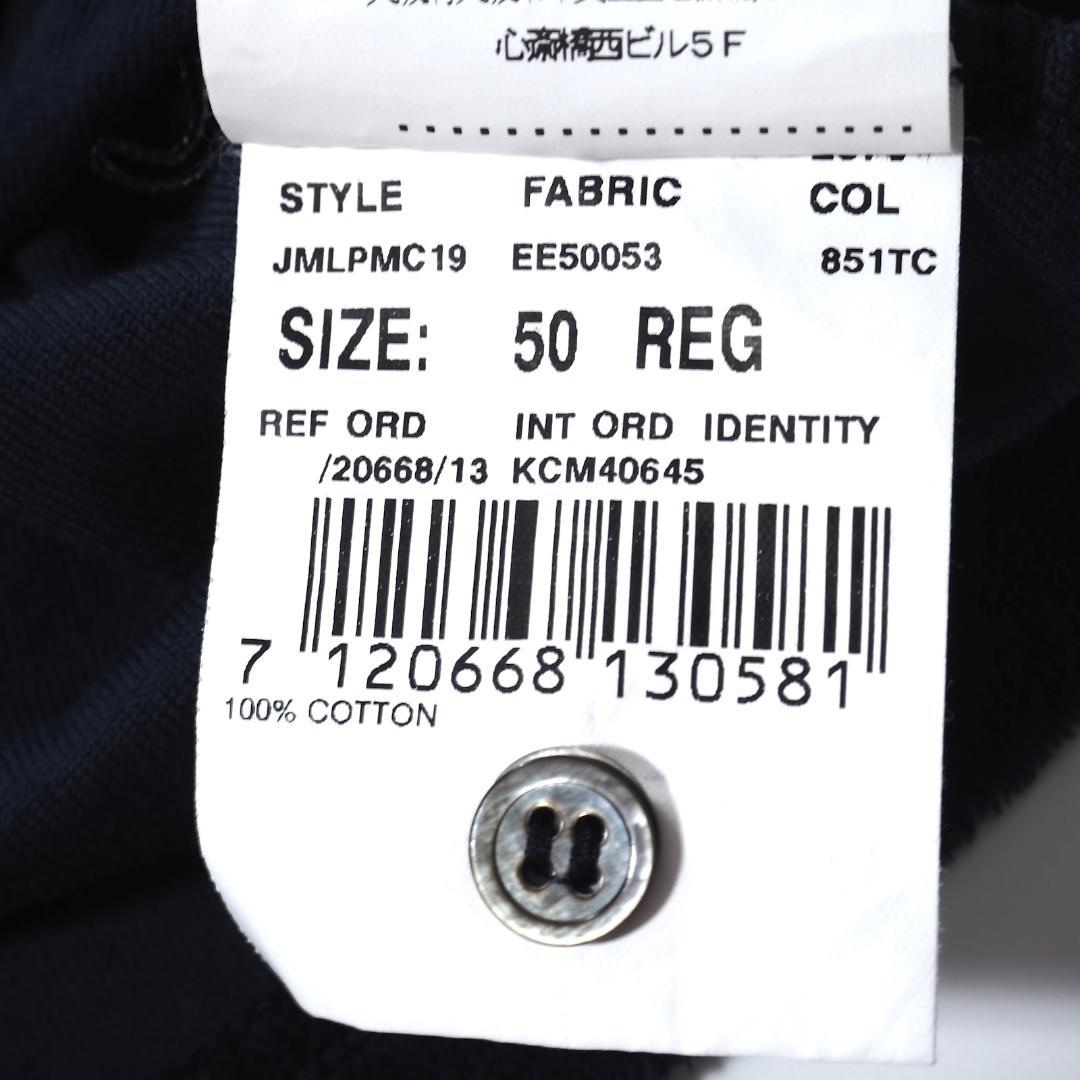 心斎橋西ビル5F
STYLE FABRIC COL
JMLPMC19 EE50053 851TC
SIZE: 50 REG
REF ORD INT ORD IDENTITY
/20668/13 KCM40645
7 120668 130581
100% COTTON